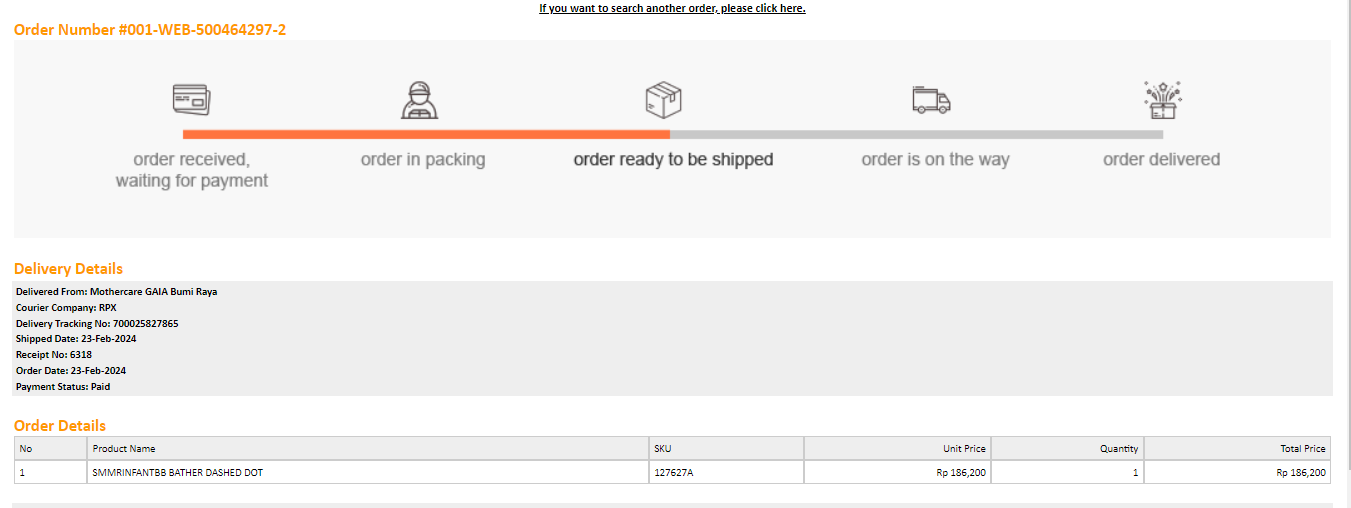 If you want to search another order, please click here.
Order Number #001-WEB-500464297-2
order received,
waiting for payment
order in packing
order ready to be shipped
order is on the way
order delivered
Delivery Details
Delivered From: Mothercare GAIA Bumi Raya
Courier Company: RPX
Delivery Tracking No: 700025827865
Shipped Date: 23-Feb-2024
Receipt No: 6318
Order Date: 23-Feb-2024
Payment Status: Paid
Order Details
No Product Name SKU Unit Price Quantity Total Price
1 SMMRINFANTBB BATHER DASHED DOT 127627A Rp 186,200 1 Rp 186,200